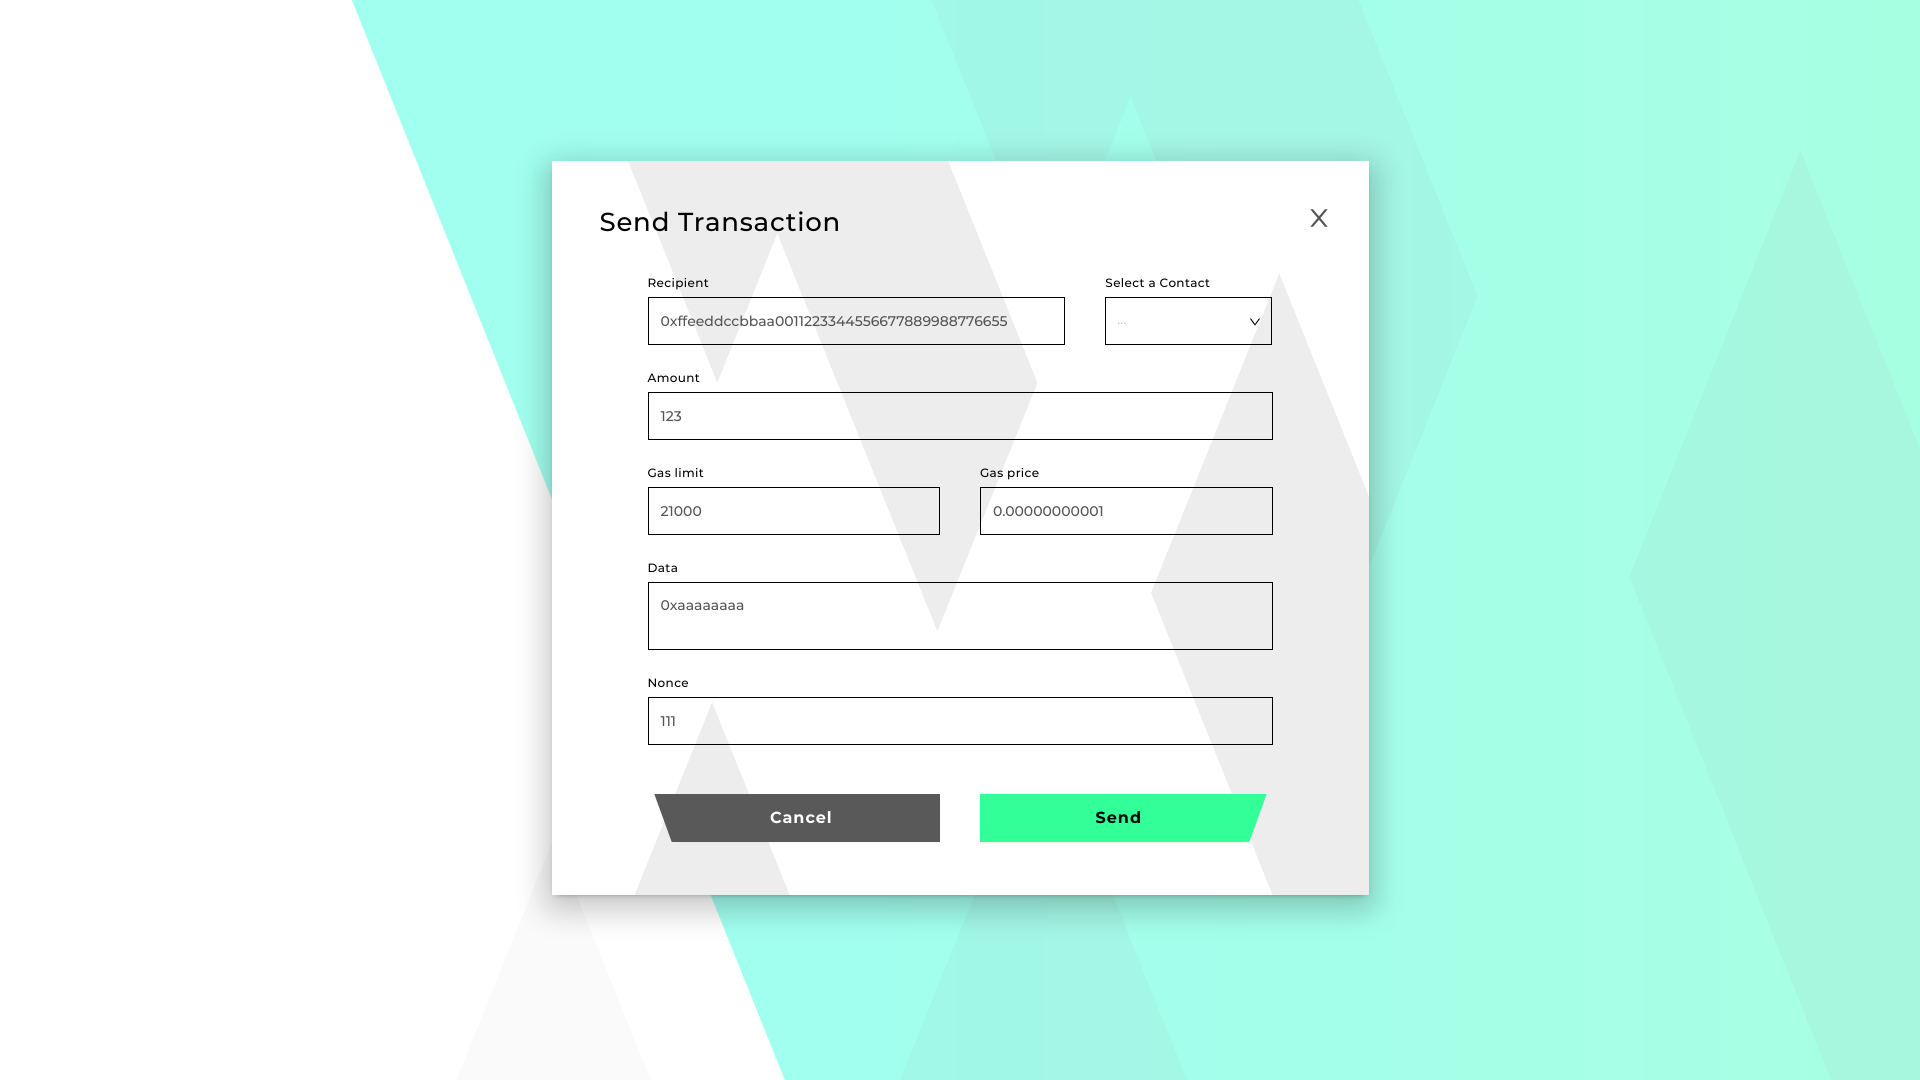 Send Transaction
X
Recipient
Select a Contact
0xffeeddccbbaa00112233445566778899887766​55
...
Amount
123
Gas limit
Gas price
21000
0.00000000001
Data
0xaaaaaaaa
Nonce
111
Cancel
Send